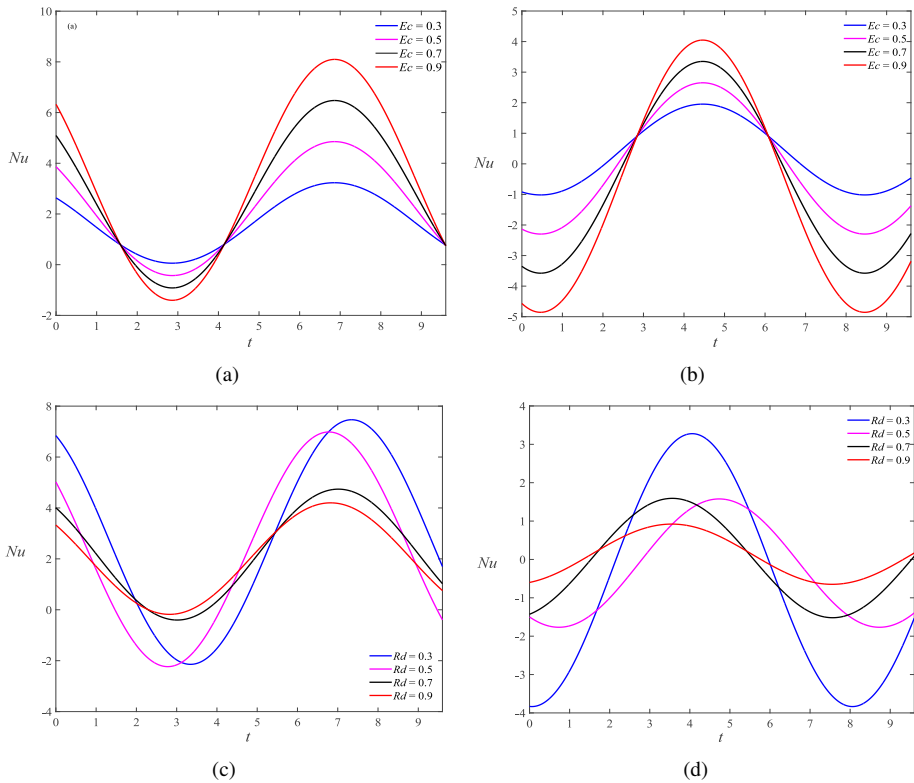 (a)
10
8
6
4
2
0
-2
Nu
0 1 2 3 4 5 6 7 8 9
t
Ec = 0.3
Ec = 0.5
Ec = 0.7
Ec = 0.9
(a)
5
4
3
2
1
0
-1
-2
-3
-4
-5
Nu
0 1 2 3 4 5 6 7 8 9
t
Ec = 0.3
Ec = 0.5
Ec = 0.7
Ec = 0.9
(b)
8
6
4
2
0
-2
-4
Nu
0 1 2 3 4 5 6 7 8 9
t
Rd = 0.3
Rd = 0.5
Rd = 0.7
Rd = 0.9
(c)
4
3
2
1
0
-1
-2
-3
-4
Nu
0 1 2 3 4 5 6 7 8 9
t
Rd = 0.3
Rd = 0.5
Rd = 0.7
Rd = 0.9
(d)